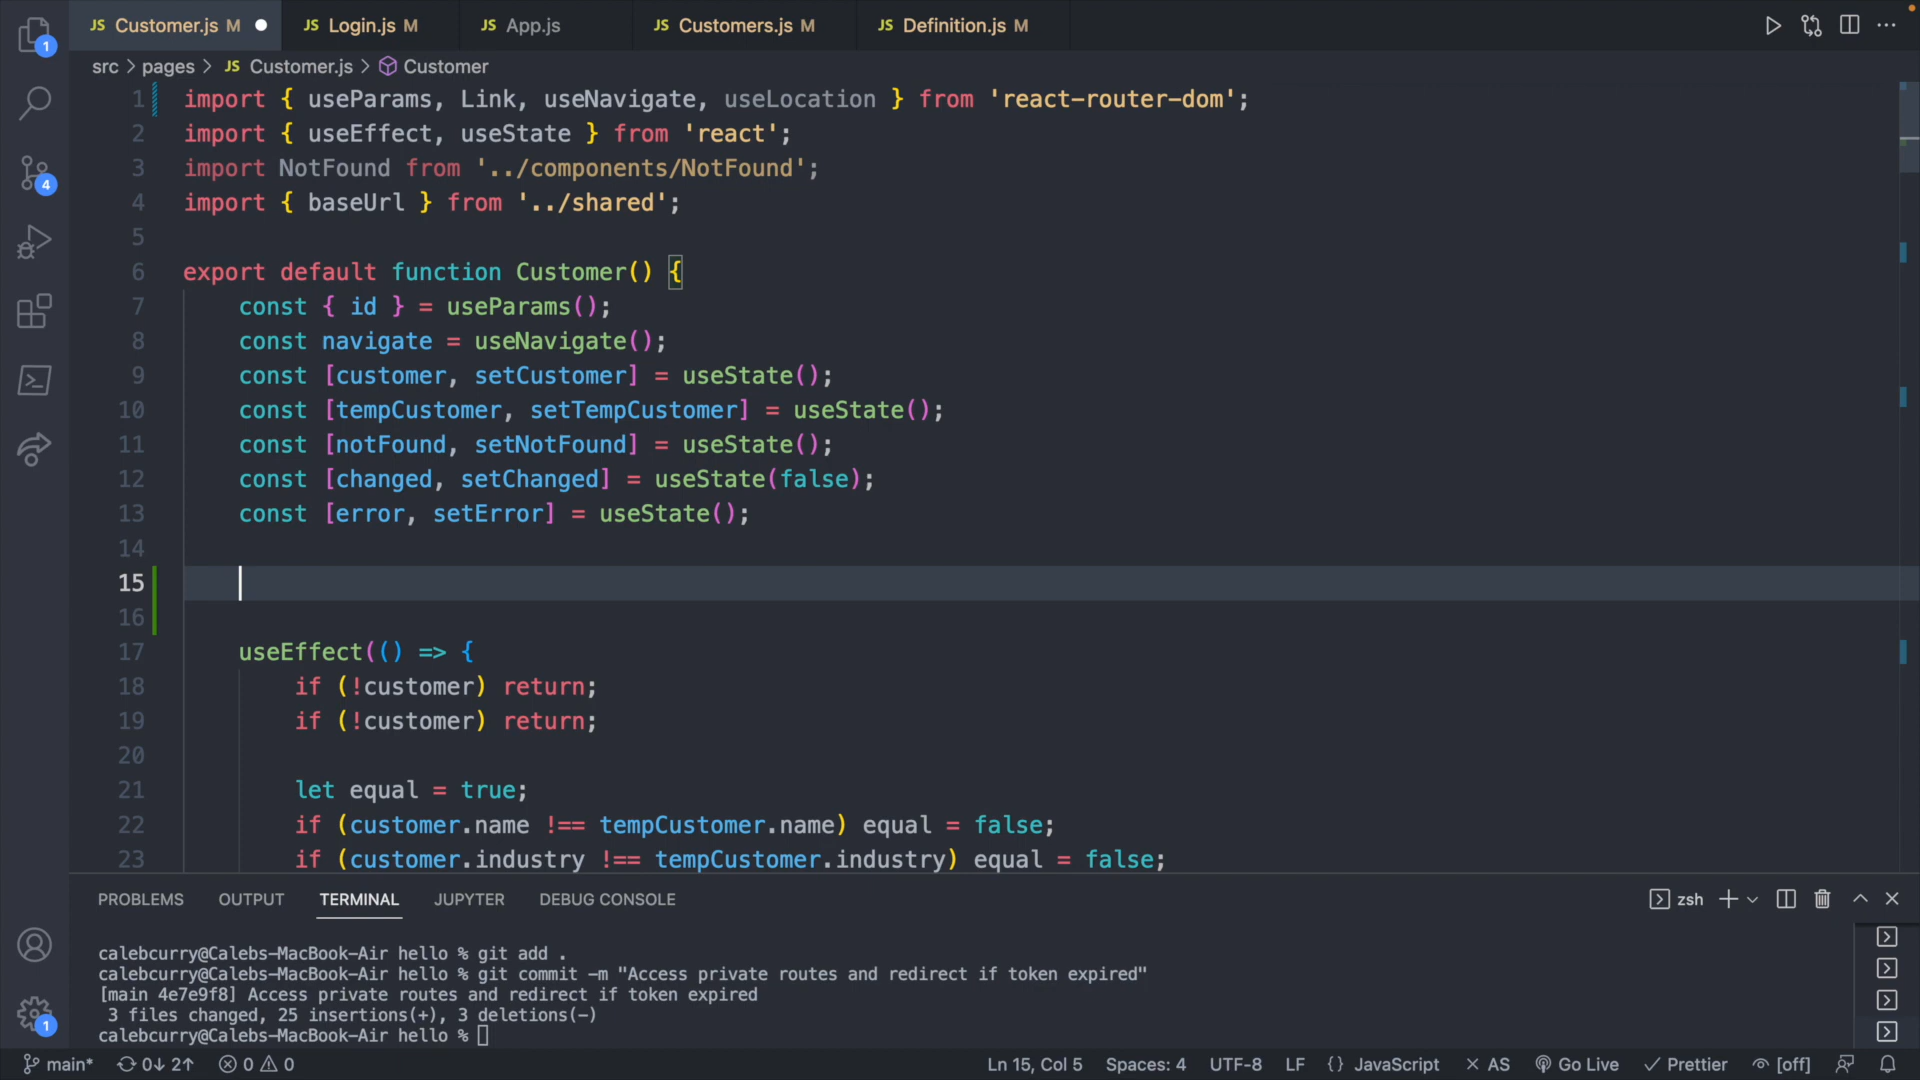 JS Customer.js M
JS Login.js M
JS App.js
JS Customers.js M
JS Definition.js M
src > pages > JS Customer.js > Customer
1 import { useParams, Link, useNavigate, useLocation } from 'react-router-dom';
2 import { useEffect, useState } from 'react';
3 import NotFound from '../components/NotFound';
4 import { baseUrl } from '../shared';
5
6 export default function Customer() {
7 const { id } = useParams();
8 const navigate = useNavigate();
9 const [customer, setCustomer] = useState();
10 const [tempCustomer, setTempCustomer] = useState();
11 const [notFound, setNotFound] = useState();
12 const [changed, setChanged] = useState(false);
13 const [error, setError] = useState();
14
15
16
17 useEffect(() => {
18 if (!customer) return;
19 if (!customer) return;
20
21 let equal = true;
22 if (customer.name !== tempCustomer.name) equal = false;
23 if (customer.industry !== tempCustomer.industry) equal = false;
1
4
1
PROBLEMS OUTPUT TERMINAL JUPYTER DEBUG CONSOLE
zsh
calebcurry@Calebs-MacBook-Air hello % git add .
calebcurry@Calebs-MacBook-Air hello % git commit -m "Access private routes and redirect if token expired"
[main 4e7e9f8] Access private routes and redirect if token expired
3 files changed, 25 insertions(+), 3 deletions(-)
calebcurry@Calebs-MacBook-Air hello %
main* 0↓ 2↑ 0 0
Ln 15, Col 5 Spaces: 4 UTF-8 LF {} JavaScript × AS Go Live ✓ Prettier [off]